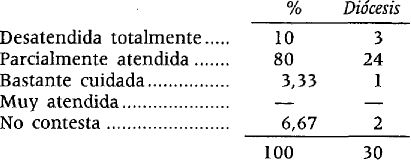 % Diócesis
Desatendida totalmente ..... 10 3
Parcialmente atendida ....... 80 24
Bastante cuidada ................ 3,33 1
Muy atendida ..................... — —
No contesta ........................ 6,67 2
100 30